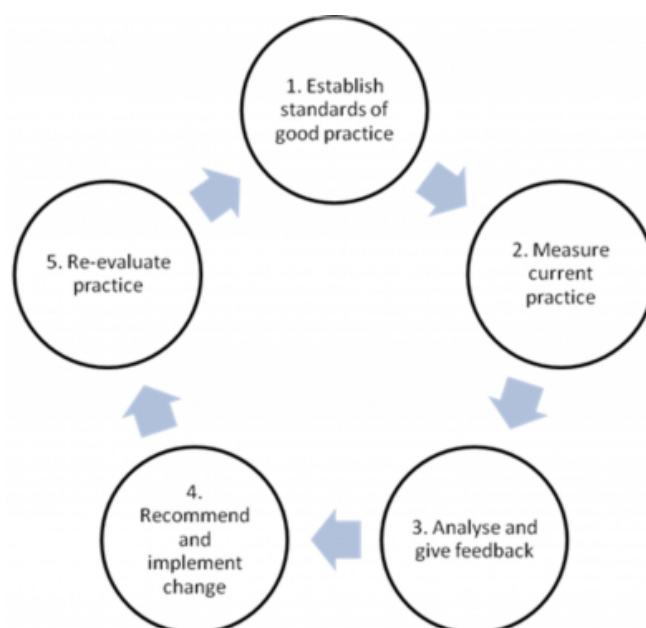 1. Establish
standards of
good practice
2. Measure
current
practice
3. Analyse and
give feedback
4.
Recommend
and
implement
change
5. Re-evaluate
practice